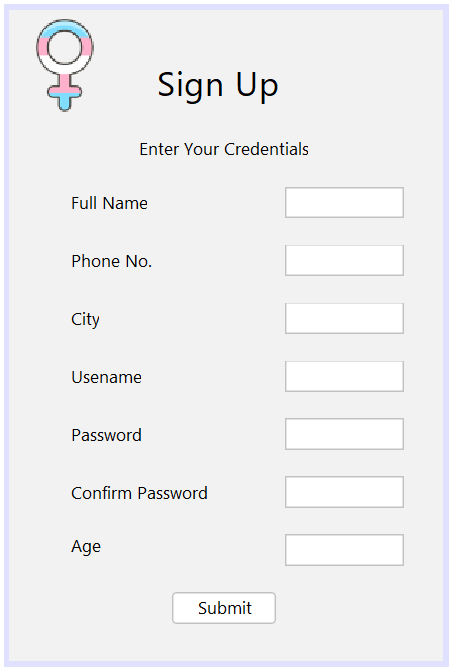 Sign Up
Enter Your Credentials
Full Name
Phone No.
City
Usename
Password
Confirm Password
Age
Submit